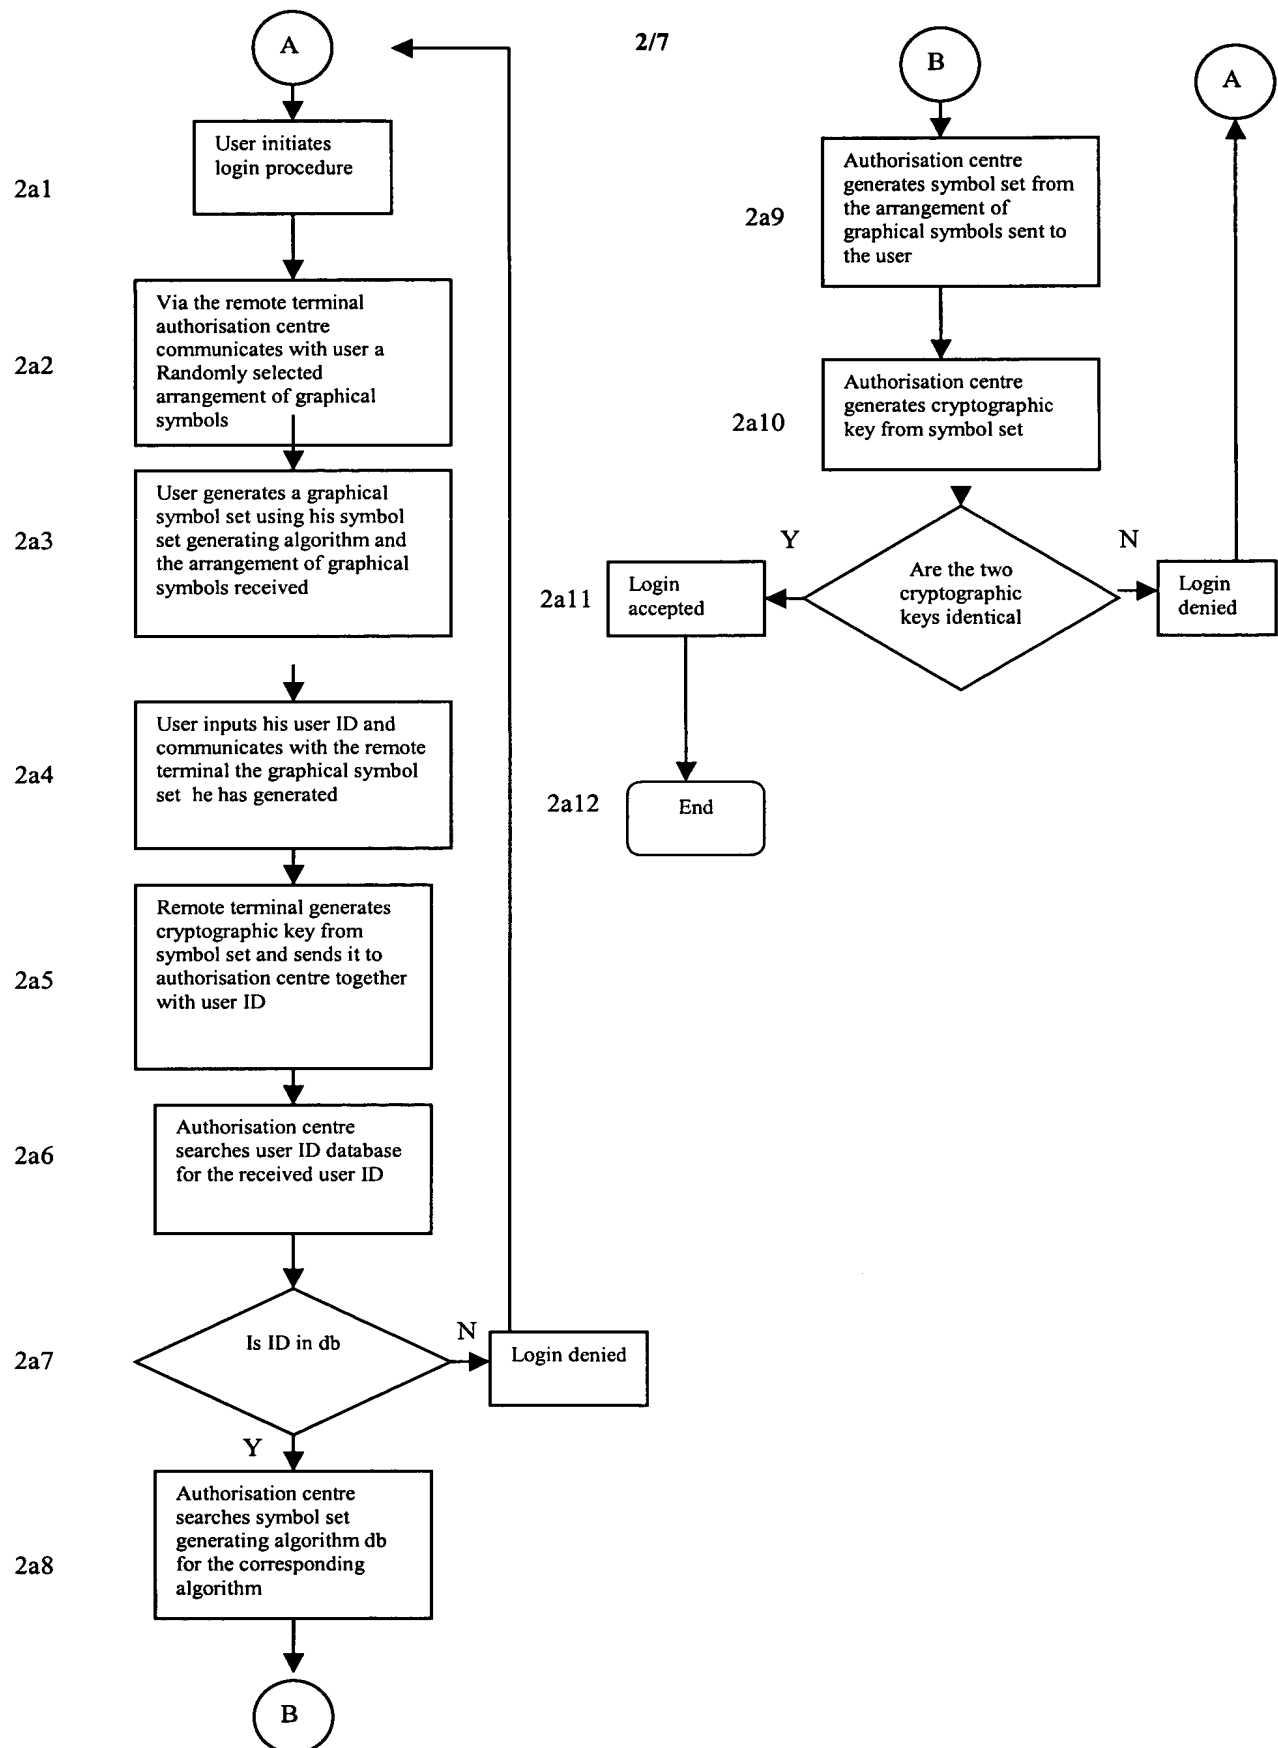 2/7
A
2a1
User initiates
login procedure
2a2
Via the remote terminal
authorisation centre
communicates with user a
Randomly selected
arrangement of graphical
symbols
2a3
User generates a graphical
symbol set using his symbol
set generating algorithm and
the arrangement of graphical
symbols received
2a4
User inputs his user ID and
communicates with the remote
terminal the graphical symbol
set he has generated
2a5
Remote terminal generates
cryptographic key from
symbol set and sends it to
authorisation centre together
with user ID
2a6
Authorisation centre
searches user ID database
for the received user ID
2a7
Is ID in db
N
Login denied
Y
2a8
Authorisation centre
searches symbol set
generating algorithm db
for the corresponding
algorithm
B
B
A
2a9
Authorisation centre
generates symbol set from
the arrangement of
graphical symbols sent to
the user
2a10
Authorisation centre
generates cryptographic
key from symbol set
Y
N
Are the two
cryptographic
keys identical
2a11
Login
accepted
Login
denied
2a12
End